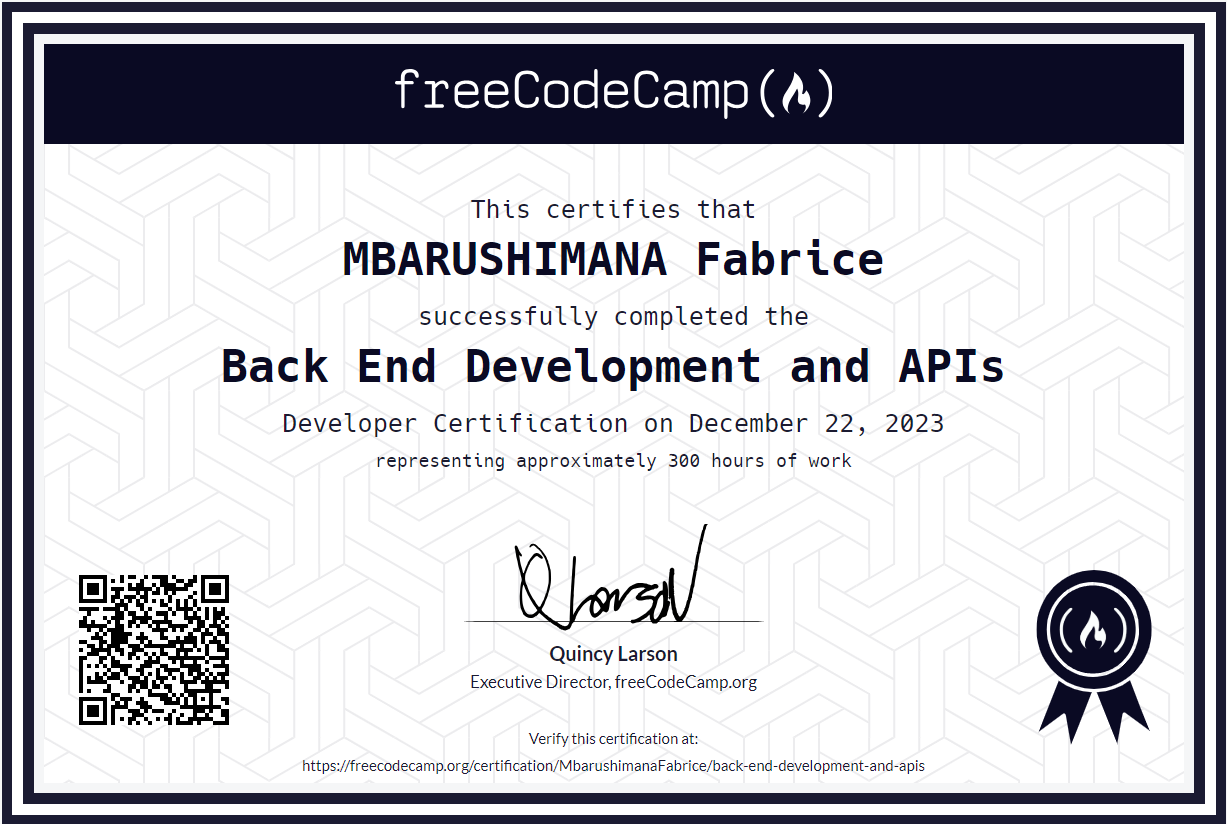 freeCodeCamp
This certifies that
MBARUSHIMANA Fabrice
successfully completed the
Back End Development and APIs
Developer Certification on December 22, 2023
representing approximately 300 hours of work
Quincy Larson
Executive Director, freeCodeCamp.org
Verify this certification at:
https://freecodecamp.org/certification/MbarushimanaFabrice/back-end-development-and-apis